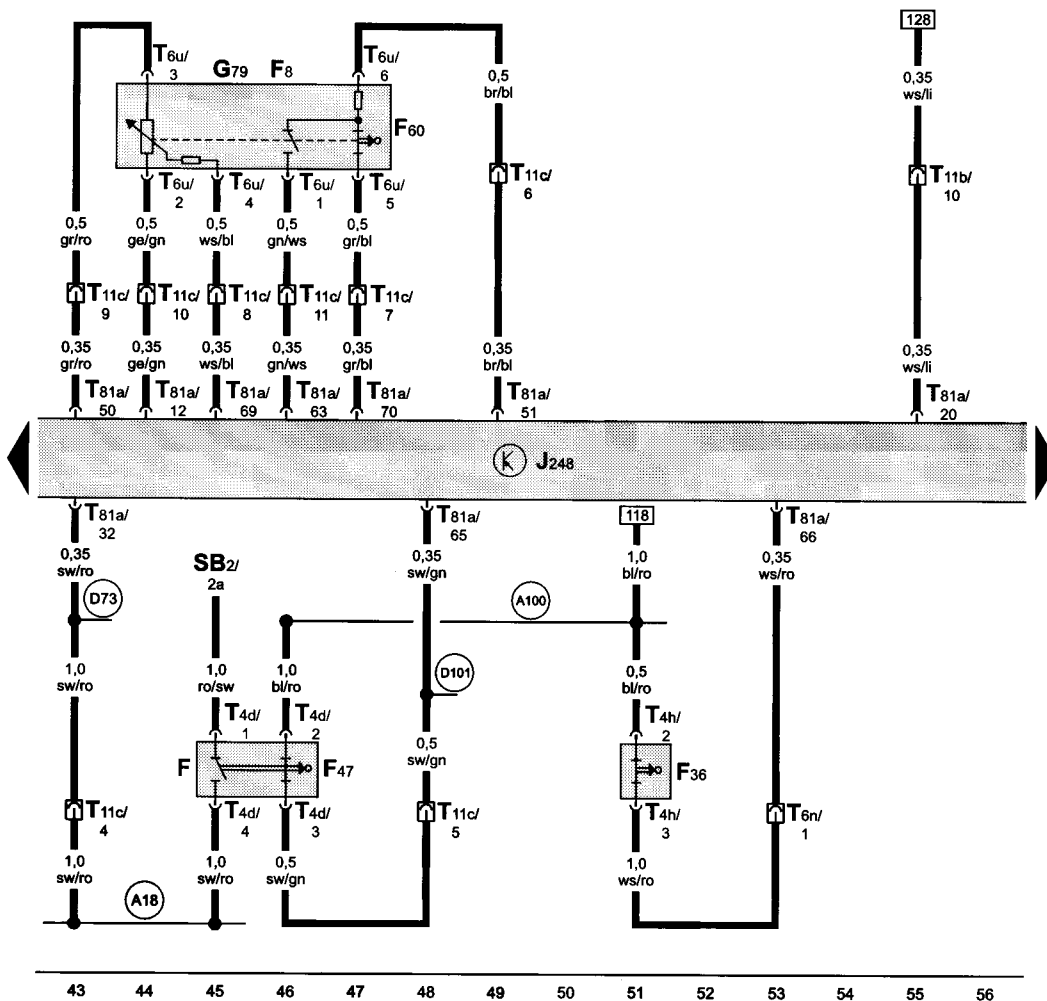 128
T6u/ 3
G79
F8
T6u/ 6
0,5 br/bl
0,35 ws/li
F60
T11c/ 6
T11b/ 10
T6u/ 2
T6u/ 4
T6u/ 1
T6u/ 5
0,5 gr/ro
0,5 ge/gn
0,5 ws/bl
0,5 gn/ws
0,5 gr/bl
T11c/ 9
T11c/ 10
T11c/ 8
T11c/ 11
T11c/ 7
0,35 gr/ro
0,35 ge/gn
0,35 ws/bl
0,35 gn/ws
0,35 gr/bl
0,35 br/bl
0,35 ws/li
T81a/ 50
T81a/ 12
T81a/ 69
T81a/ 63
T81a/ 70
T81a/ 51
T81a/ 20
K J248
T81a/ 32
T81a/ 65
118
T81a/ 66
0,35 sw/ro
SB2/ 2a
0,35 sw/gn
1,0 bl/ro
0,35 ws/ro
D73
A100
1,0 sw/ro
1,0 ro/sw
1,0 bl/ro
D101
0,5 bl/ro
T4d/ 1
T4d/ 2
0,5 sw/gn
T4h/ 2
F
F47
F36
T11c/ 4
T4d/ 4
T4d/ 3
T11c/ 5
T4h/ 3
T6n/ 1
1,0 sw/ro
1,0 sw/ro
0,5 sw/gn
1,0 ws/ro
A18
43 44 45 46 47 48 49 50 51 52 53 54 55 56